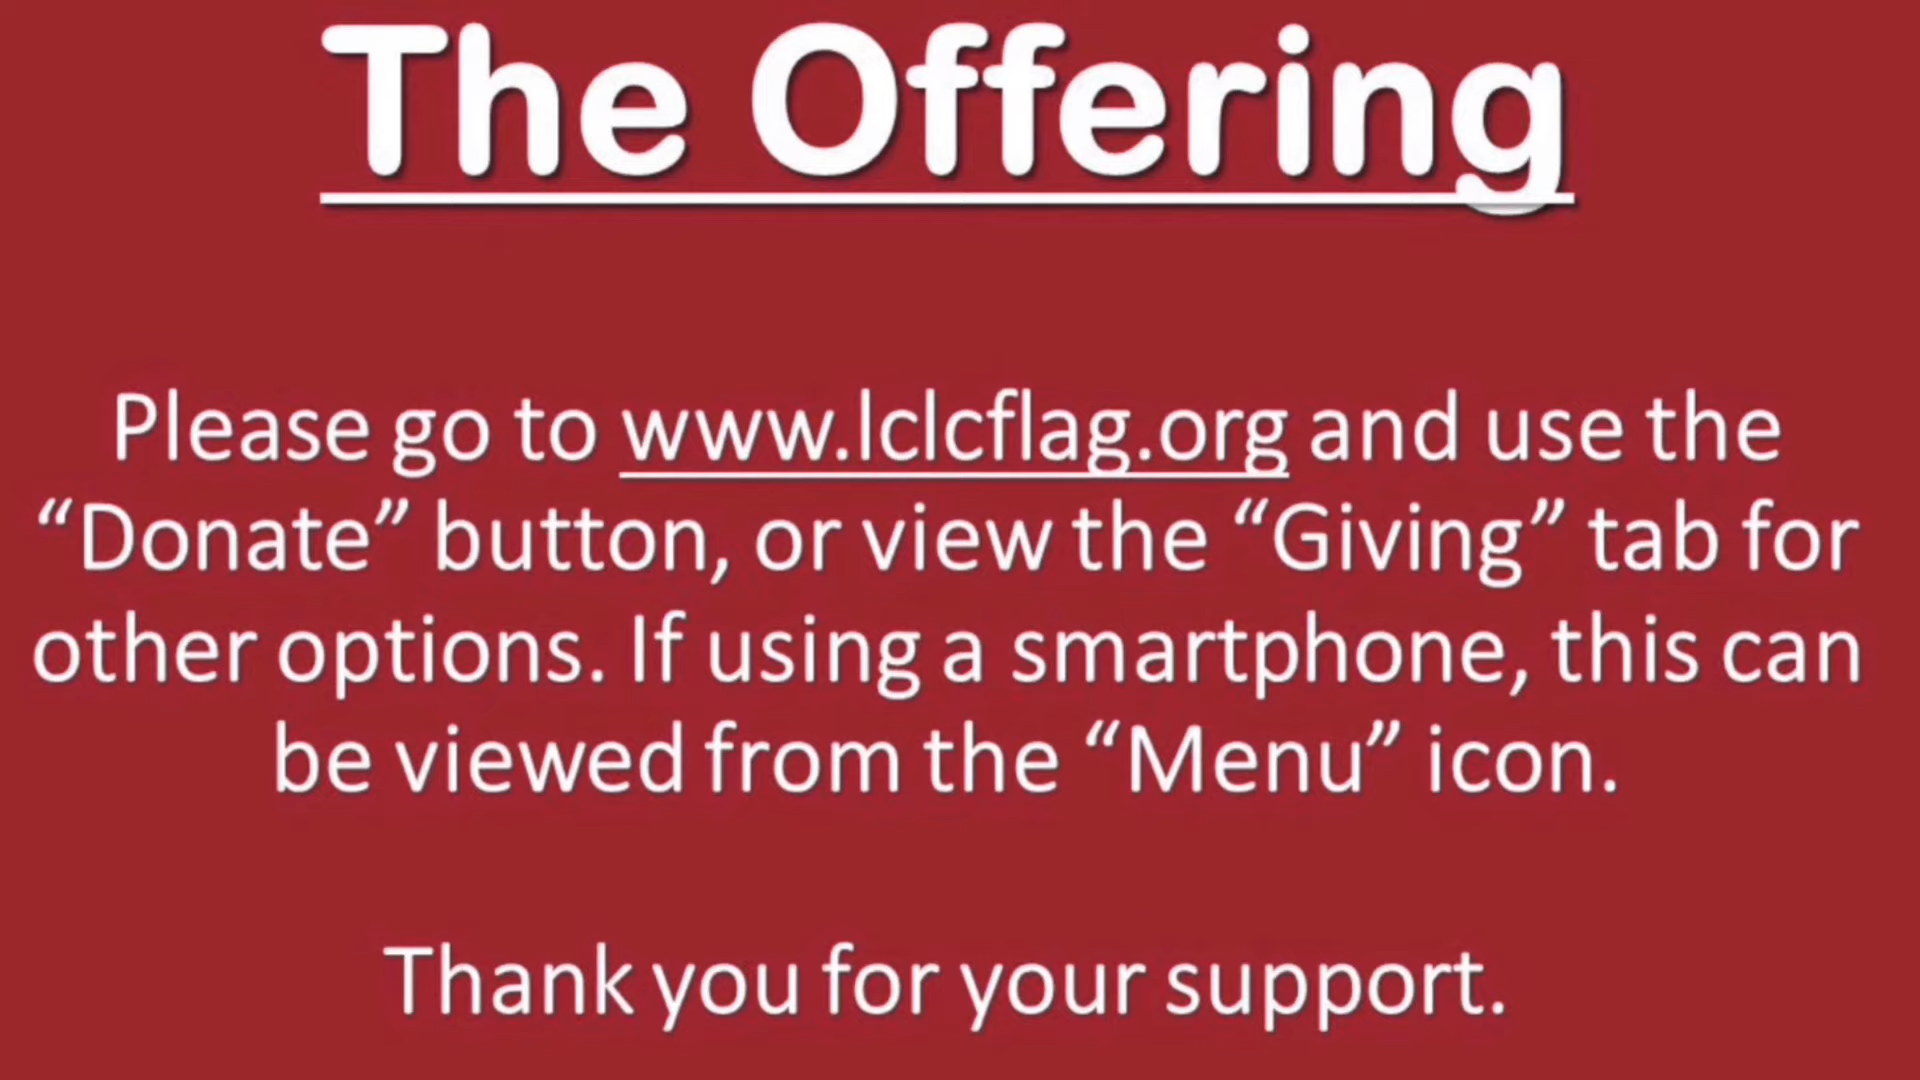 The Offering
Please go to www.lclcflag.org and use the
“Donate” button, or view the “Giving” tab for
other options. If using a smartphone, this can
be viewed from the “Menu” icon.
Thank you for your support.